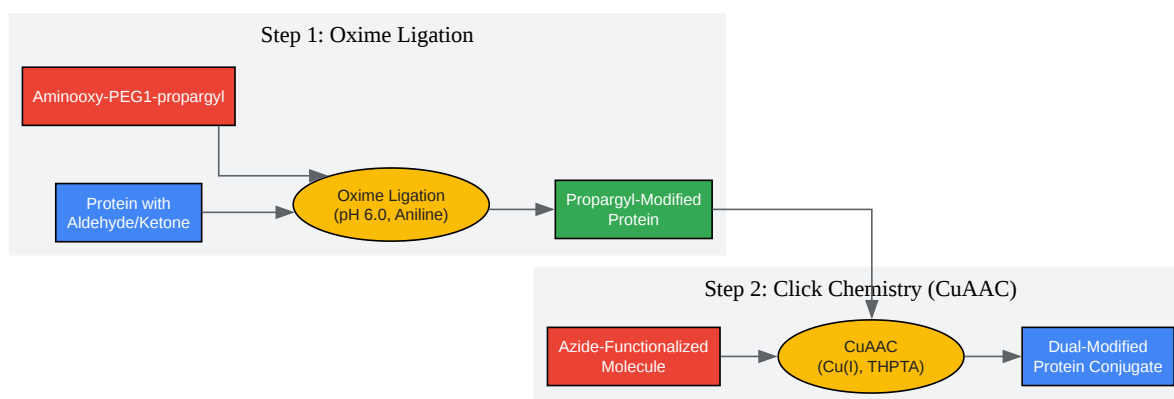 Step 1: Oxime Ligation
Aminooxy-PEG1-propargyl
Protein with
Aldehyde/Ketone
Oxime Ligation
(pH 6.0, Aniline)
Propargyl-Modified
Protein
Step 2: Click Chemistry (CuAAC)
Azide-Functionalized
Molecule
CuAAC
(Cu(I), THPTA)
Dual-Modified
Protein Conjugate